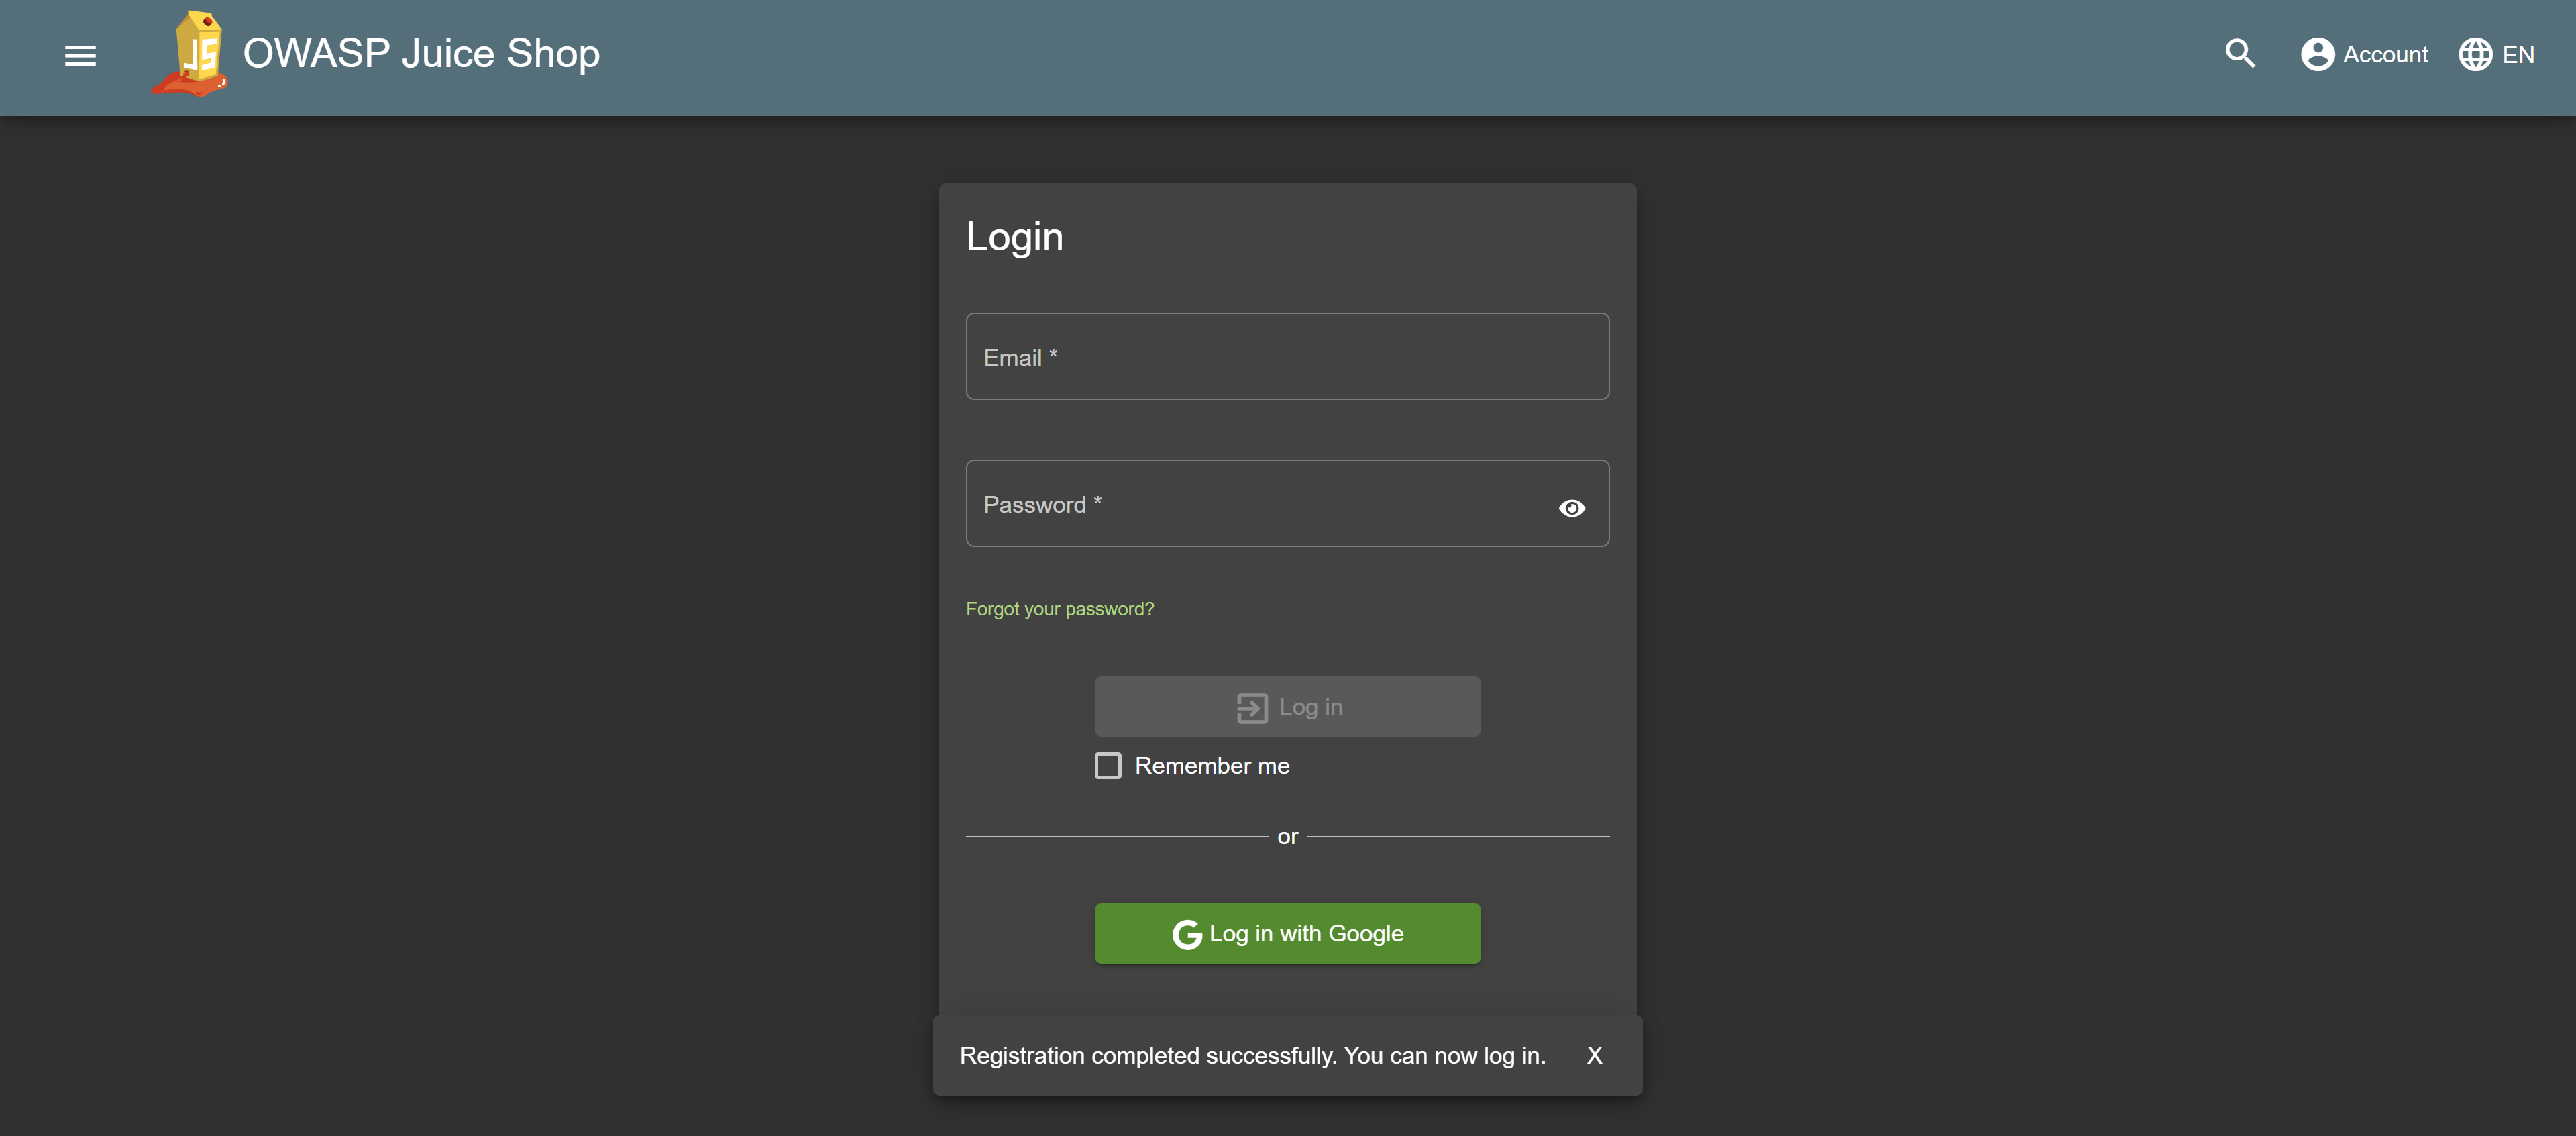 JS OWASP Juice Shop Account EN
Login
Email *
Password *
Forgot your password?
Log in
Remember me
or
G Log in with Google
Registration completed successfully. You can now log in. X